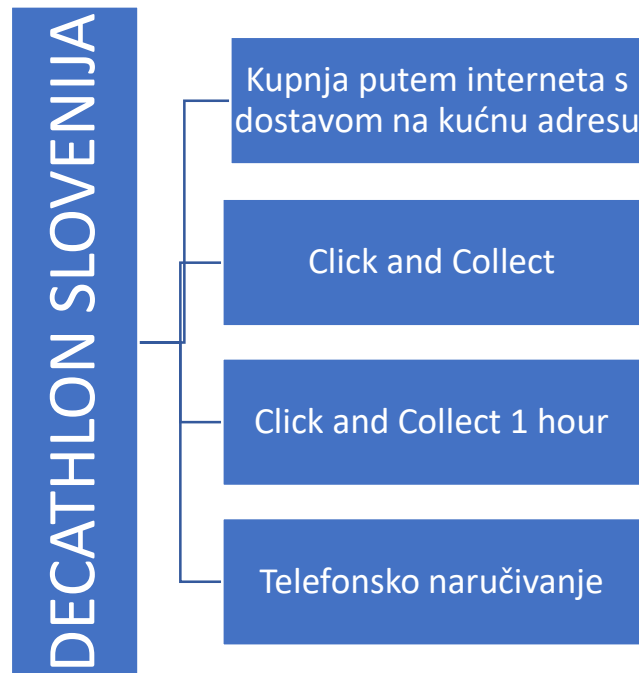 DECATHLON SLOVENIJA
Kupnja putem interneta s
dostavom na kućnu adresu
Click and Collect
Click and Collect 1 hour
Telefonsko naručivanje